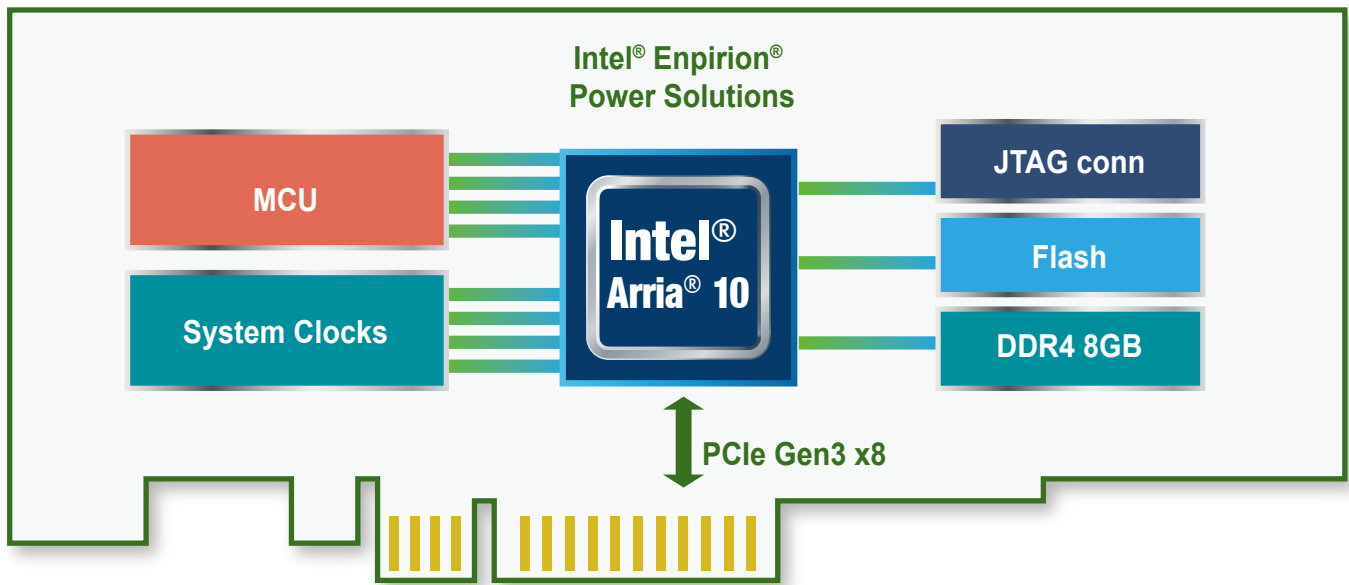 Intel® Enpirion®
Power Solutions
MCU
System Clocks
Intel®
Arria® 10
JTAG conn
Flash
DDR4 8GB
PCIe Gen3 x8